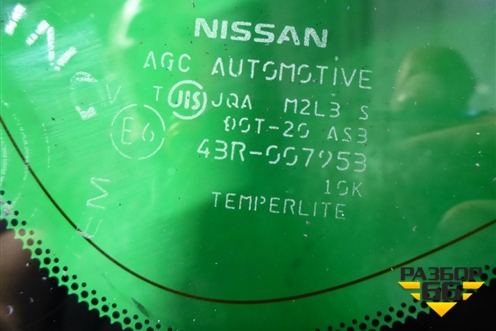 NISSAN
AGC AUTOMOTIVE
T JIS JQA M2L3 S
DOT-20 AS3
E6 43R-007953
10K
TEMPERLITE
РАЗБОР
66